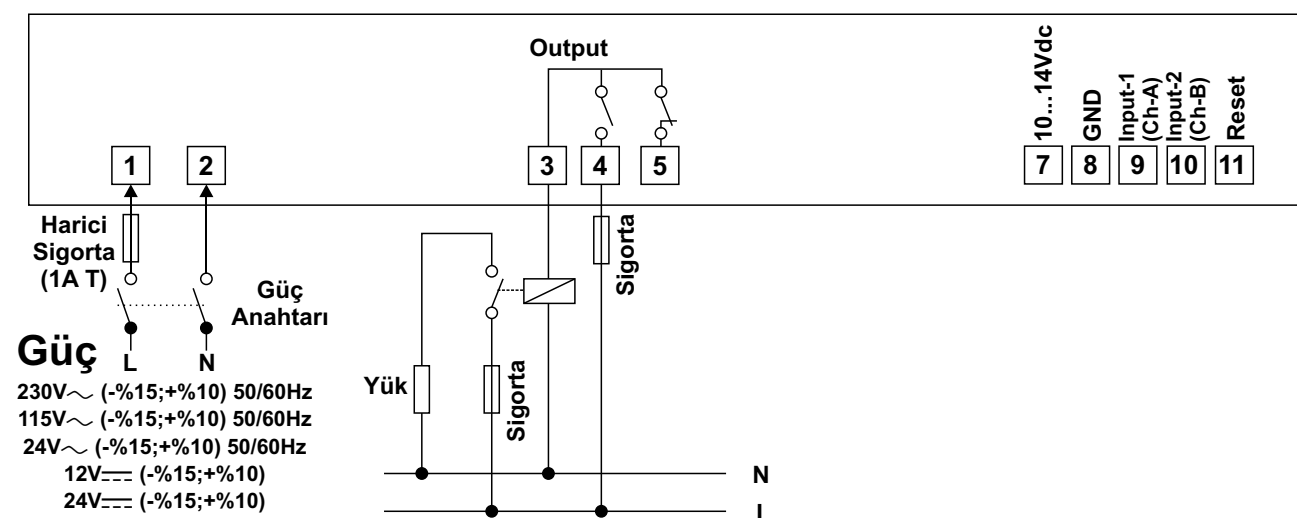 Output
10...14Vdc
GND
Input-1
(Ch-A)
Input-2
(Ch-B)
Reset
1
2
3
4
5
7
8
9
10
11
Harici
Sigorta
(1A T)
Güç
Anahtarı
Sigorta
Güç
L
N
230V∼ (-%15;+%10) 50/60Hz
115V∼ (-%15;+%10) 50/60Hz
24V∼ (-%15;+%10) 50/60Hz
12V⎓ (-%15;+%10)
24V⎓ (-%15;+%10)
Yük
Sigorta
N
L